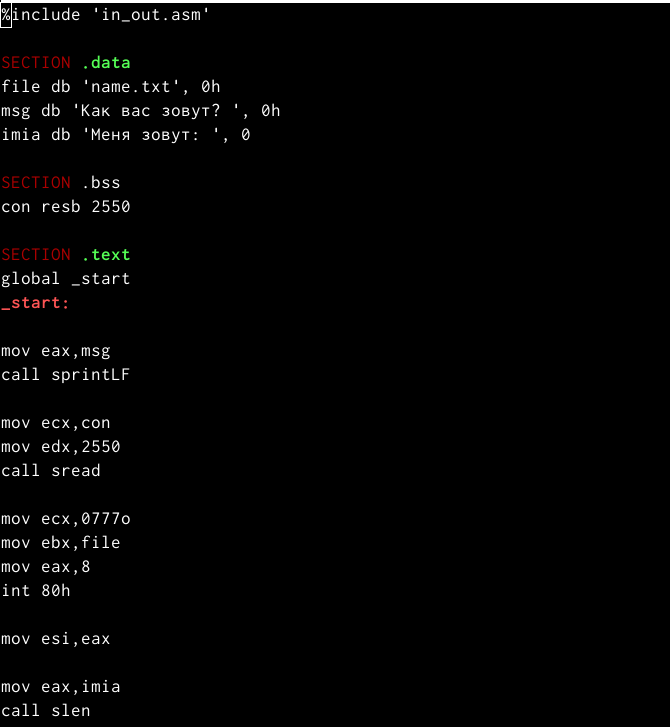 %include 'in_out.asm'
SECTION .data
file db 'name.txt', 0h
msg db 'Как вас зовут? ', 0h
imia db 'Меня зовут: ', 0
SECTION .bss
con resb 2550
SECTION .text
global _start
_start:
mov eax,msg
call sprintLF
mov ecx,con
mov edx,2550
call sread
mov ecx,0777o
mov ebx,file
mov eax,8
int 80h
mov esi,eax
mov eax,imia
call slen